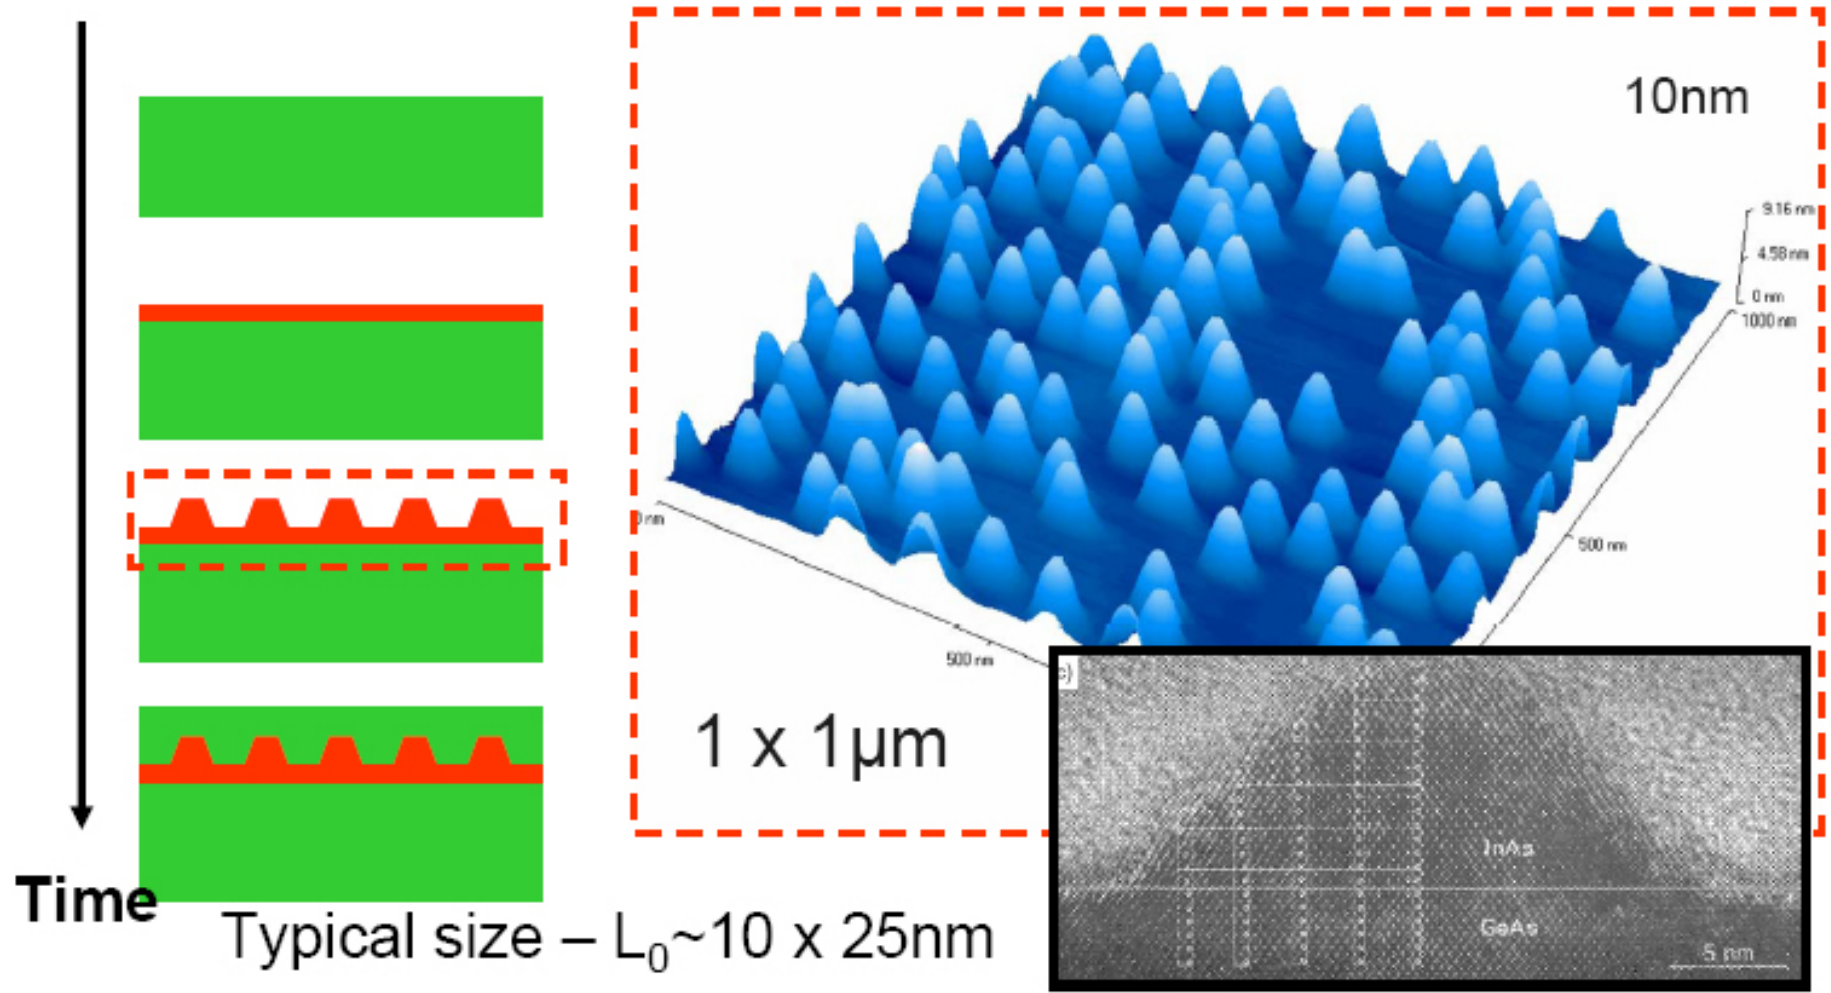 10nm
9.16 nm
4.58 nm
0 nm
1000 nm
0 nm
500 nm
500 nm
1 x 1µm
c)
InAs
GaAs
5 nm
Time
Typical size – L₀~10 x 25nm